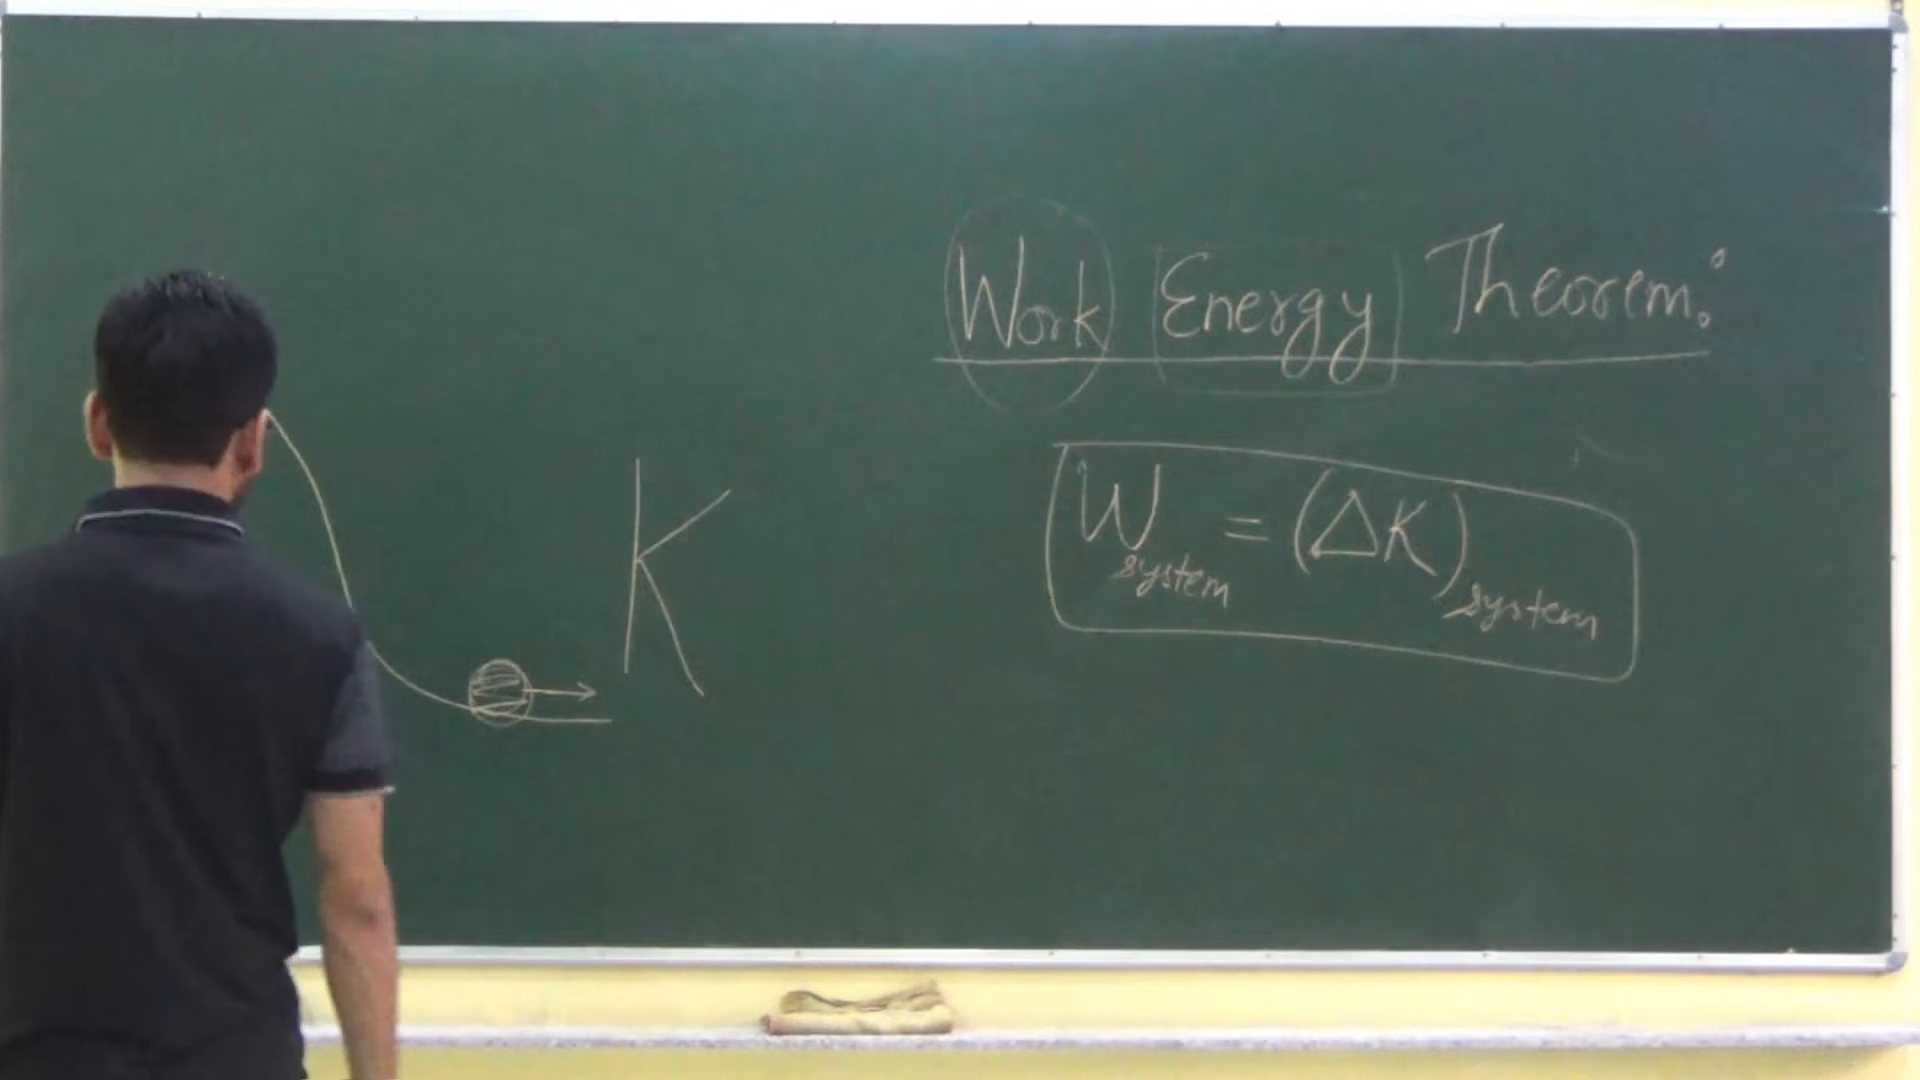 Work Energy Theorem:
K
W system = (ΔK) system